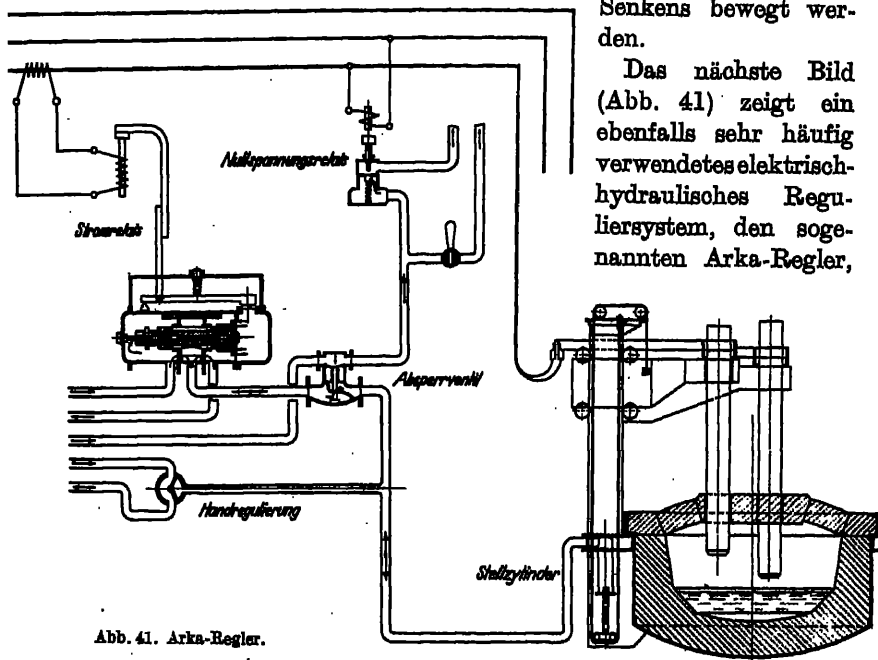 Senkens bewegt wer-
den.
Das nächste Bild
(Abb. 41) zeigt ein
ebenfalls sehr häufig
verwendetes elektrisch-
hydraulisches Regu-
liersystem, den soge-
nannten Arka-Regler,
Nullspannungsrelais
Stromrelais
Absperrventil
Handregulierung
Stellzylinder
Abb. 41. Arka-Regler.